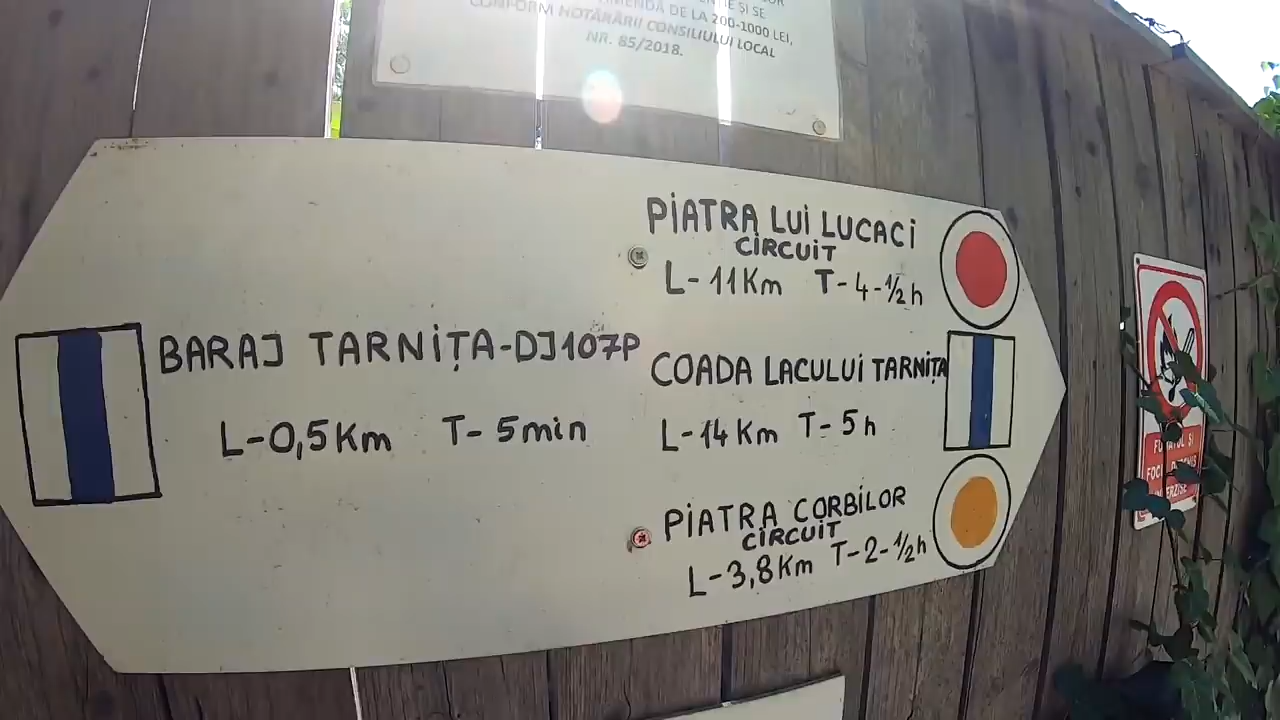 DE LA 200-1000 LEI,
CONFORM HOTĂRÂRII CONSILIULUI LOCAL
NR. 85/2018.
BARAJ TARNIȚA-DJ107P
L-0,5Km T-5min
PIATRA LUI LUCACI
CIRCUIT
L-11Km T-4-1/2h
COADA LACULUI TARNIȚA
L-14Km T-5h
PIATRA CORBILOR
CIRCUIT
L-3,8Km T-2-1/2h